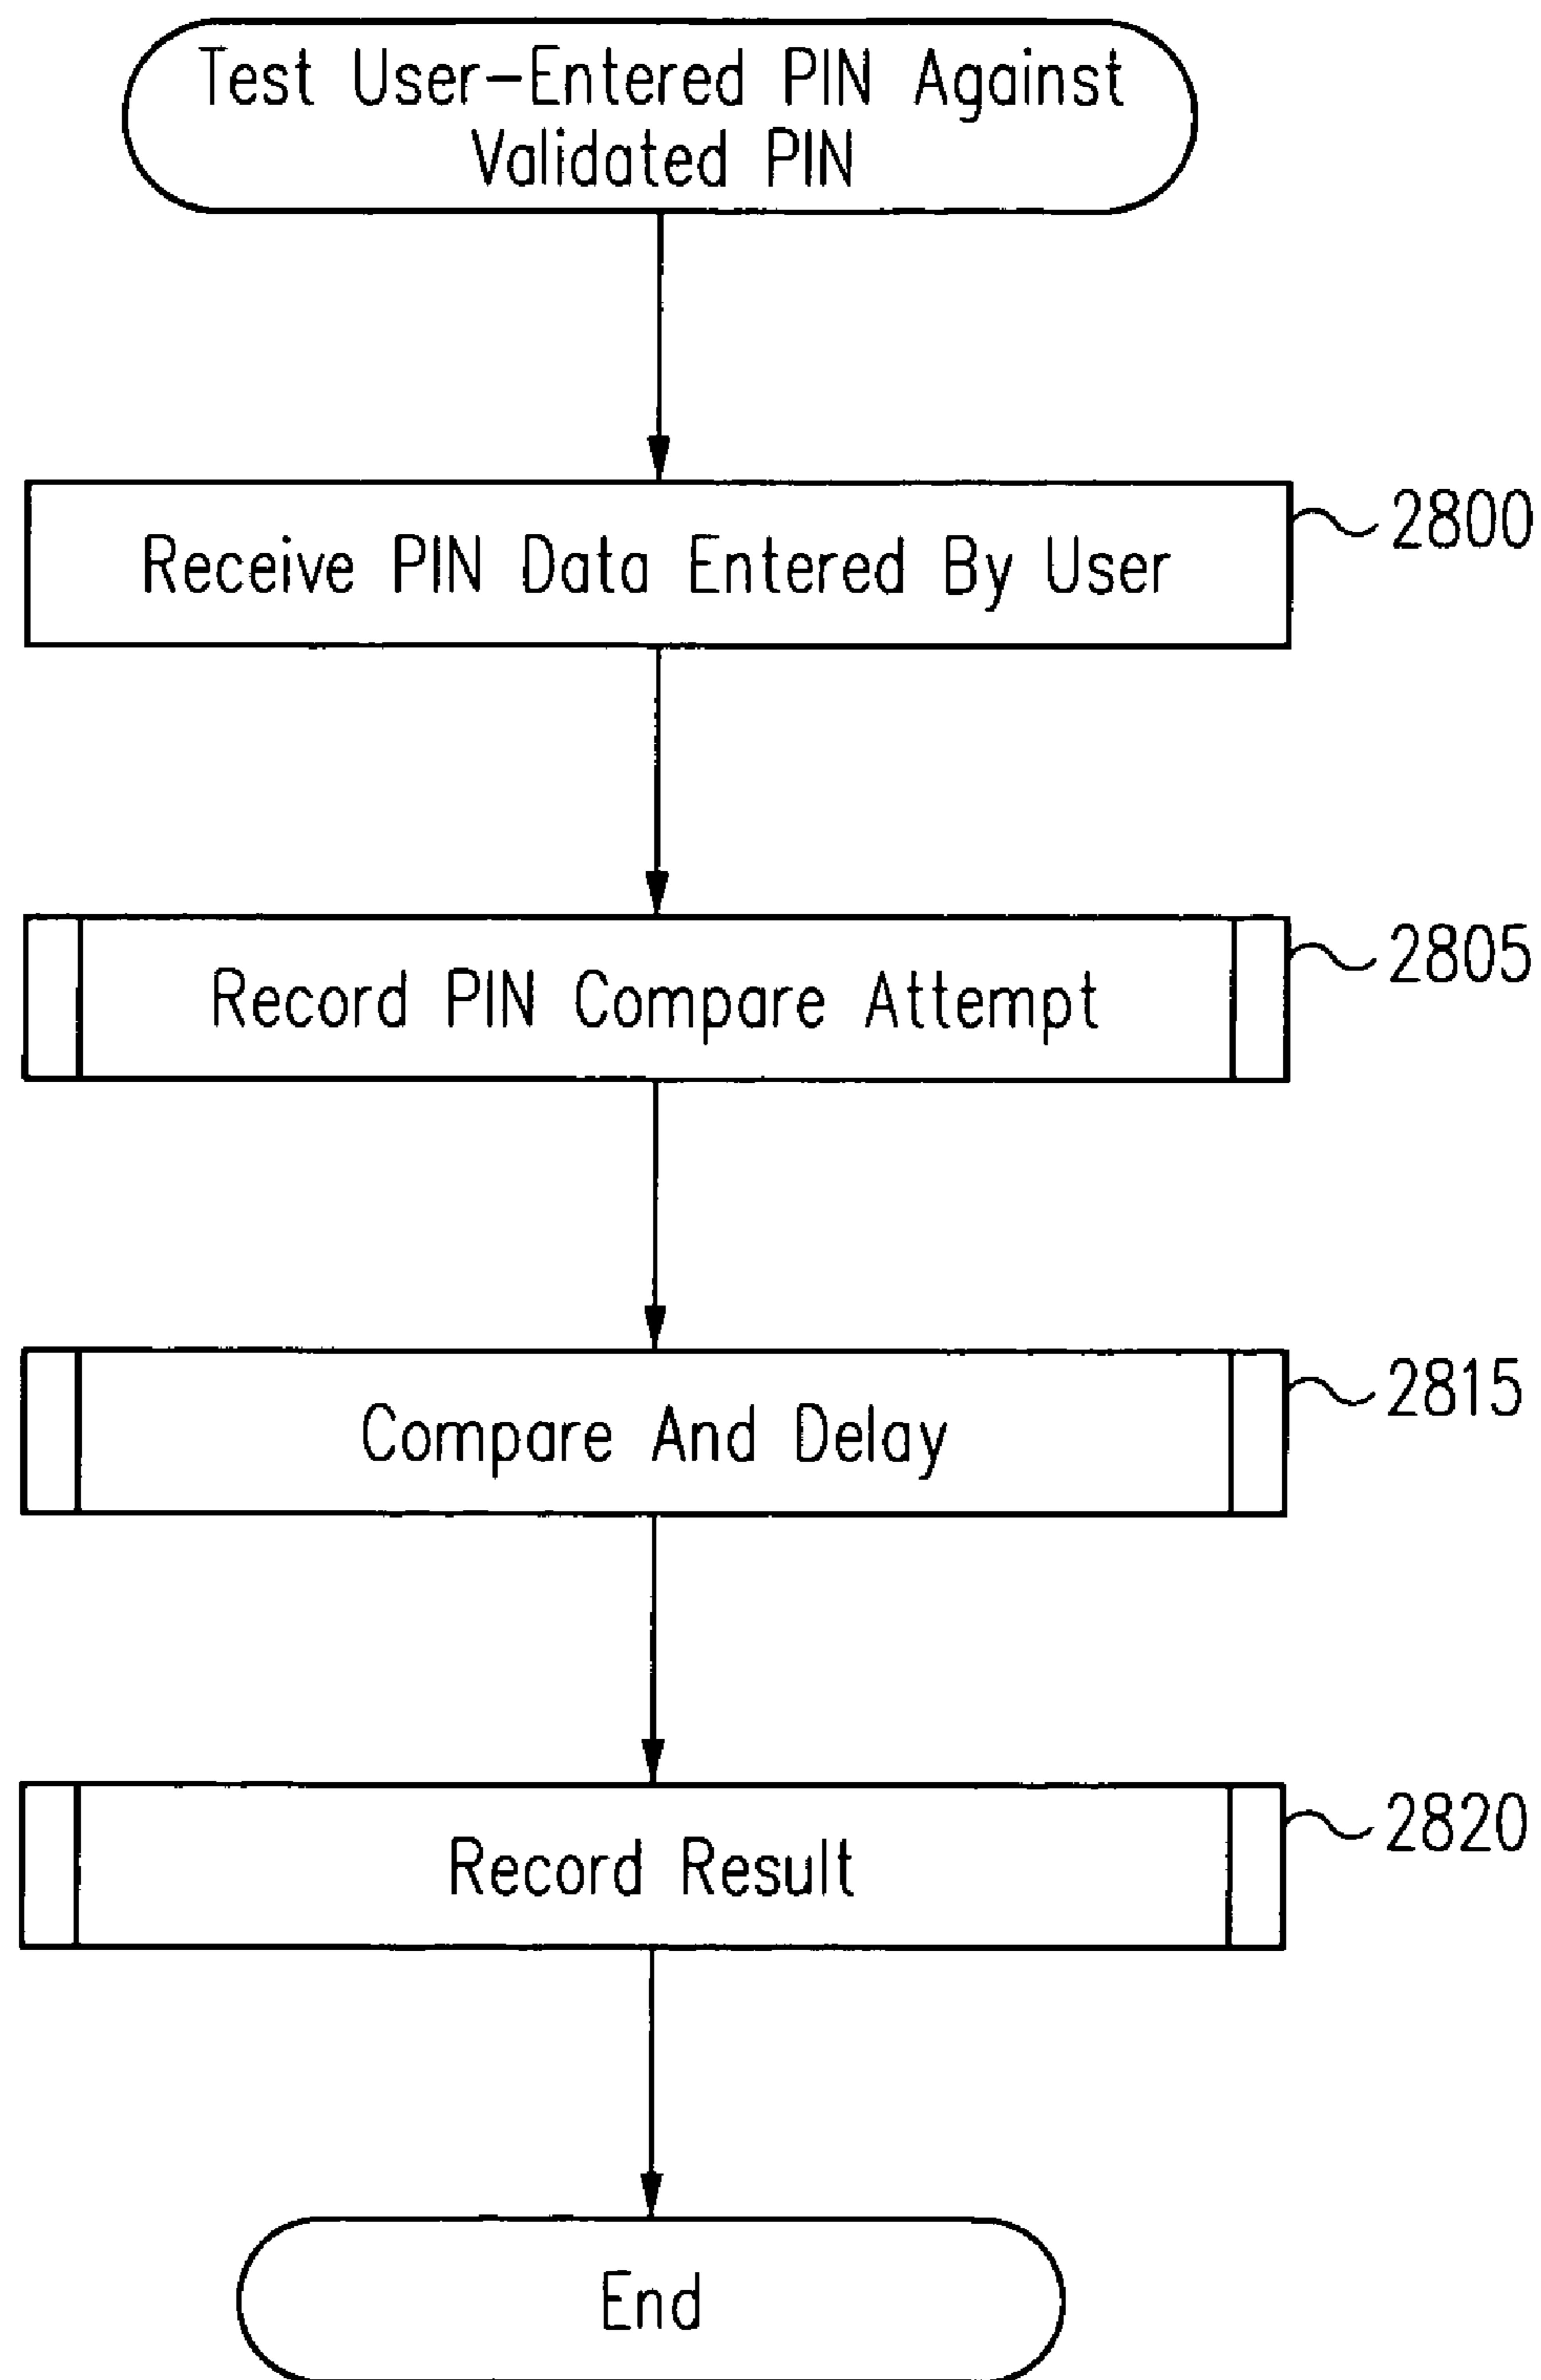 Test User-Entered PIN Against
Validated PIN
Receive PIN Data Entered By User
2800
Record PIN Compare Attempt
2805
Compare And Delay
2815
Record Result
2820
End